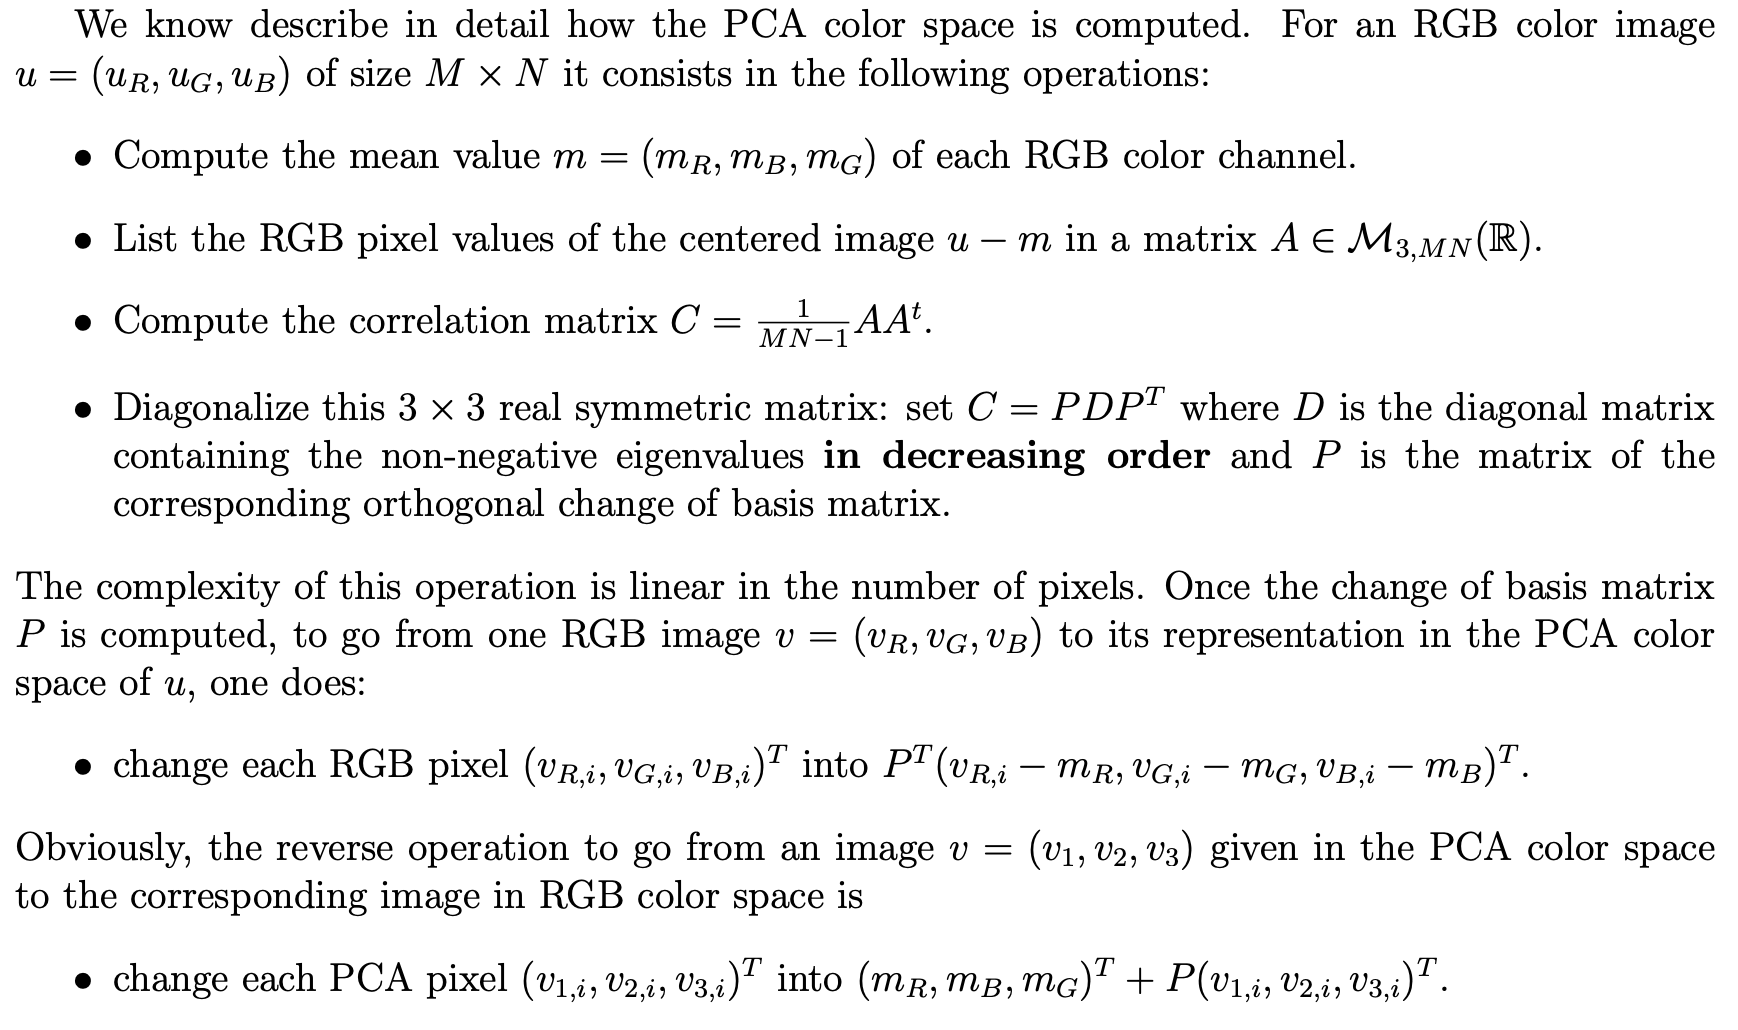 We know describe in detail how the PCA color space is computed. For an RGB color image
u = (u_R, u_G, u_B) of size M × N it consists in the following operations:
• Compute the mean value m = (m_R, m_B, m_G) of each RGB color channel.
• List the RGB pixel values of the centered image u − m in a matrix A ∈ ℳ_{3,MN}(ℝ).
• Compute the correlation matrix C = \frac{1}{MN−1}AA^t.
• Diagonalize this 3 × 3 real symmetric matrix: set C = PDP^T where D is the diagonal matrix
containing the non-negative eigenvalues in decreasing order and P is the matrix of the
corresponding orthogonal change of basis matrix.
The complexity of this operation is linear in the number of pixels. Once the change of basis matrix
P is computed, to go from one RGB image v = (v_R, v_G, v_B) to its representation in the PCA color
space of u, one does:
• change each RGB pixel (v_{R,i}, v_{G,i}, v_{B,i})^T into P^T(v_{R,i} − m_R, v_{G,i} − m_G, v_{B,i} − m_B)^T.
Obviously, the reverse operation to go from an image v = (v_1, v_2, v_3) given in the PCA color space
to the corresponding image in RGB color space is
• change each PCA pixel (v_{1,i}, v_{2,i}, v_{3,i})^T into (m_R, m_B, m_G)^T + P(v_{1,i}, v_{2,i}, v_{3,i})^T.